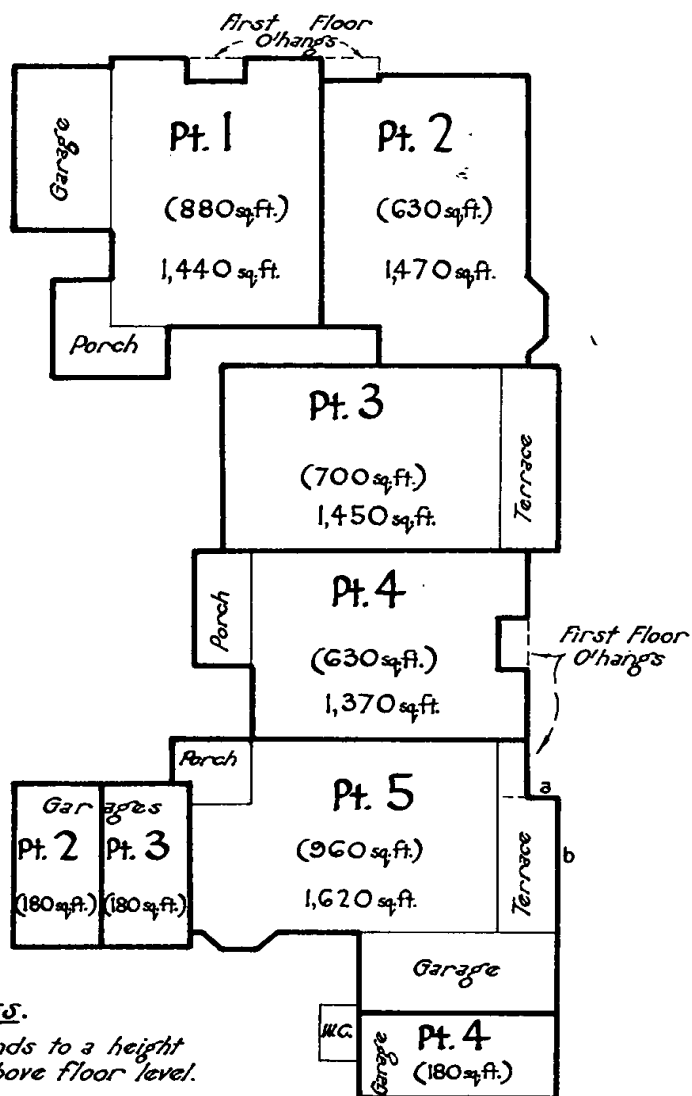 First Floor
O'hangs
Pt. 1
Pt. 2
Garage
(880 sq.ft.)
(630 sq.ft.)
1,440 sq.ft.
1,470 sq.ft.
Porch
Pt. 3
(700 sq.ft.)
1,450 sq.ft.
Terrace
Pt. 4
Porch
(630 sq.ft.)
1,370 sq.ft.
First Floor
O'hangs
Porch
Pt. 5
a
b
Garages
Pt. 2
Pt. 3
(960 sq.ft.)
(180 sq.ft.)
(180 sq.ft.)
1,620 sq.ft.
Terrace
Garage
W.C.
Garage
Pt. 4
(180 sq.ft.)
to a height
floor level.